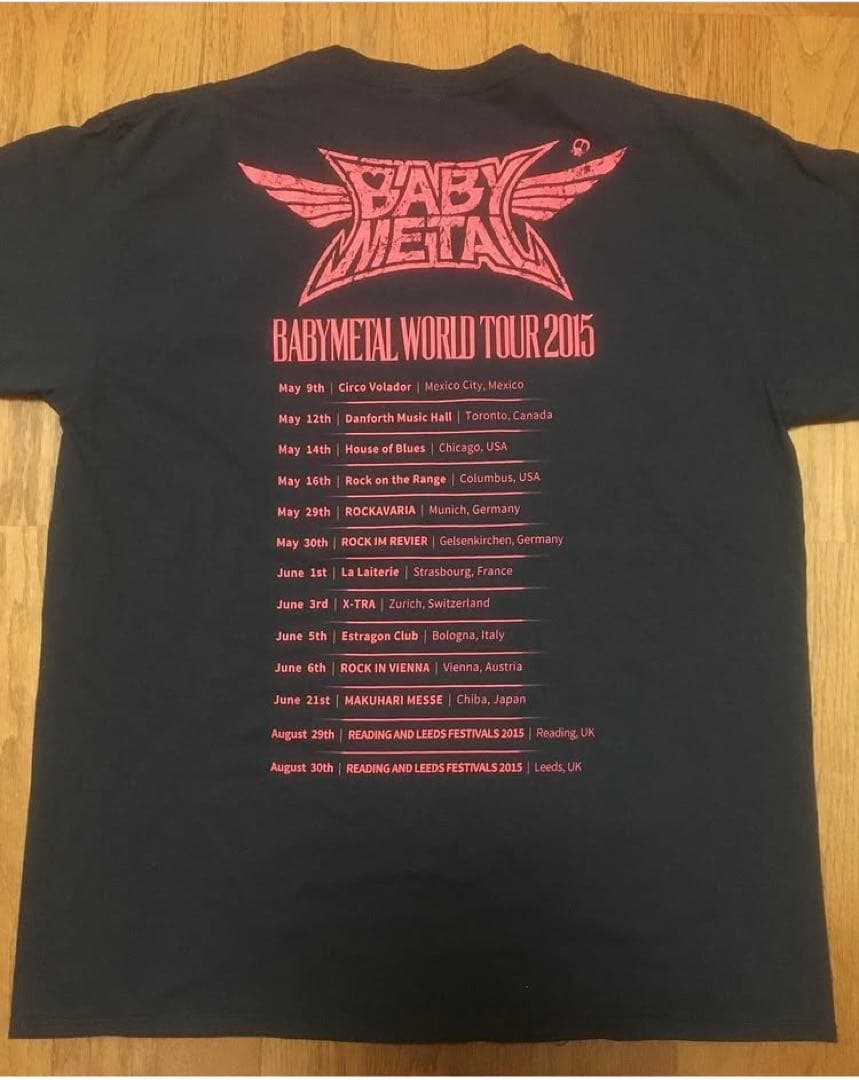 BABY
METAL
BABYMETAL WORLD TOUR 2015
May 9th | Circo Volador | Mexico City, Mexico
May 12th | Danforth Music Hall | Toronto, Canada
May 14th | House of Blues | Chicago, USA
May 16th | Rock on the Range | Columbus, USA
May 29th | ROCKAVARIA | Munich, Germany
May 30th | ROCK IM REVIER | Gelsenkirchen, Germany
June 1st | La Laiterie | Strasbourg, France
June 3rd | X-TRA | Zurich, Switzerland
June 5th | Estragon Club | Bologna, Italy
June 6th | ROCK IN VIENNA | Vienna, Austria
June 21st | MAKUHARI MESSE | Chiba, Japan
August 29th | READING AND LEEDS FESTIVALS 2015 | Reading, UK
August 30th | READING AND LEEDS FESTIVALS 2015 | Leeds, UK